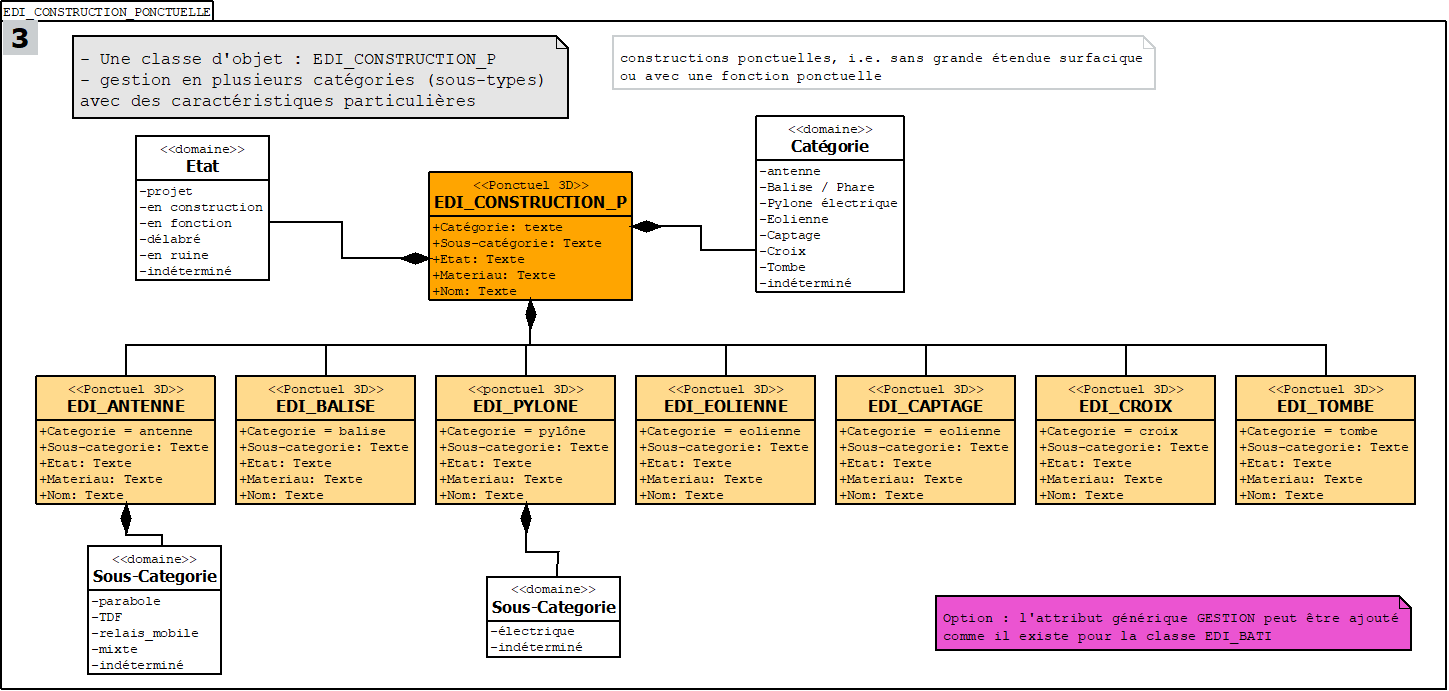 EDI_CONSTRUCTION_PONCTUELLE
3
- Une classe d'objet : EDI_CONSTRUCTION_P
- gestion en plusieurs catégories (sous-types)
avec des caractéristiques particulières
constructions ponctuelles, i.e. sans grande étendue surfacique
ou avec une fonction ponctuelle
<<domaine>>
Etat
-projet
-en construction
-en fonction
-délabré
-en ruine
-indéterminé
<<Ponctuel 3D>>
EDI_CONSTRUCTION_P
+Catégorie: texte
+Sous-catégorie: Texte
+Etat: Texte
+Materiau: Texte
+Nom: Texte
<<domaine>>
Catégorie
-antenne
-Balise / Phare
-Pylone électrique
-Eolienne
-Captage
-Croix
-Tombe
-indéterminé
<<Ponctuel 3D>>
EDI_ANTENNE
+Categorie = antenne
+Sous-categorie: Texte
+Etat: Texte
+Materiau: Texte
+Nom: Texte
<<Ponctuel 3D>>
EDI_BALISE
+Categorie = balise
+Sous-categorie: Texte
+Etat: Texte
+Materiau: Texte
+Nom: Texte
<<ponctuel 3D>>
EDI_PYLONE
+Categorie = pylône
+Sous-categorie: Texte
+Etat: Texte
+Materiau: Texte
+Nom: Texte
<<Ponctuel 3D>>
EDI_EOLIENNE
+Categorie = eolienne
+Sous-categorie: Texte
+Etat: Texte
+Materiau: Texte
+Nom: Texte
<<Ponctuel 3D>>
EDI_CAPTAGE
+Categorie = eolienne
+Sous-categorie: Texte
+Etat: Texte
+Materiau: Texte
+Nom: Texte
<<Ponctuel 3D>>
EDI_CROIX
+Categorie = croix
+Sous-categorie: Texte
+Etat: Texte
+Materiau: Texte
+Nom: Texte
<<Ponctuel 3D>>
EDI_TOMBE
+Categorie = tombe
+Sous-categorie: Texte
+Etat: Texte
+Materiau: Texte
+Nom: Texte
<<domaine>>
Sous-Categorie
-parabole
-TDF
-relais_mobile
-mixte
-indéterminé
<<domaine>>
Sous-Categorie
-électrique
-indéterminé
Option : l'attribut générique GESTION peut être ajouté
comme il existe pour la classe EDI_BATI